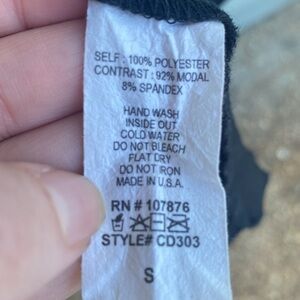 SELF : 100% POLYESTER
CONTRAST : 92% MODAL
8% SPANDEX
HAND WASH
INSIDE OUT
COLD WATER
DO NOT BLEACH
FLAT DRY
DO NOT IRON
MADE IN U.S.A.
RN # 107876
STYLE# CD303
S